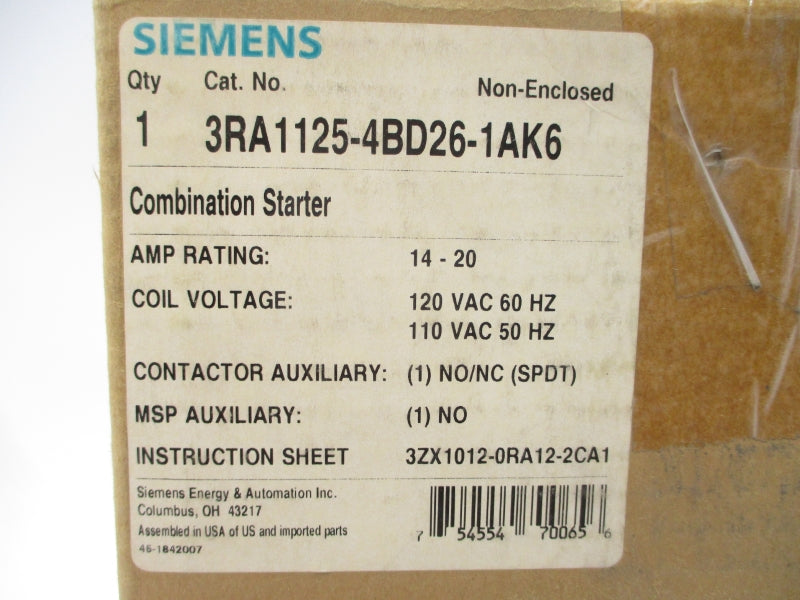 SIEMENS
Qty Cat. No. Non-Enclosed
1 3RA1125-4BD26-1AK6
Combination Starter
AMP RATING: 14 - 20
COIL VOLTAGE: 120 VAC 60 HZ
110 VAC 50 HZ
CONTACTOR AUXILIARY: (1) NO/NC (SPDT)
MSP AUXILIARY: (1) NO
INSTRUCTION SHEET 3ZX1012-0RA12-2CA1
Siemens Energy & Automation Inc.
Columbus, OH 43217
Assembled in USA of US and imported parts
46-1842007
7 54554 70065 6